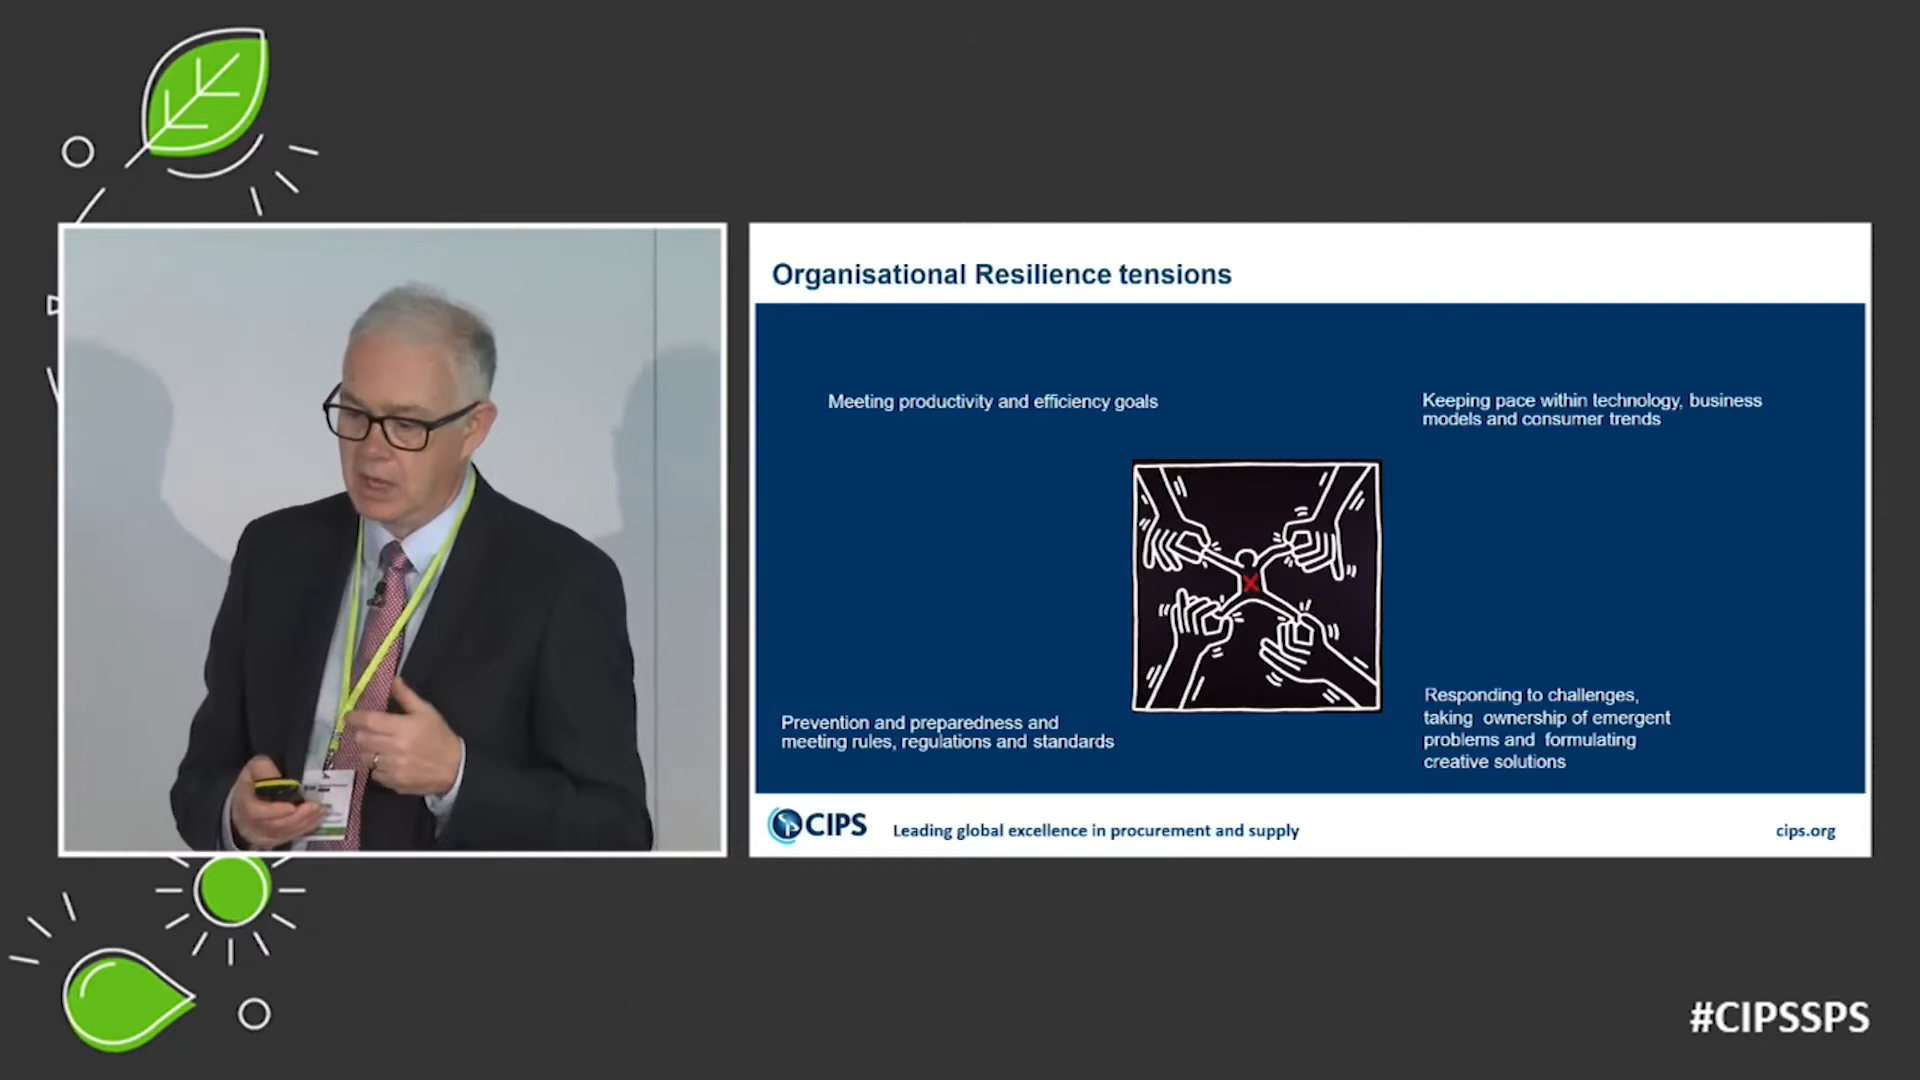 Organisational Resilience tensions
Meeting productivity and efficiency goals
Keeping pace within technology, business
models and consumer trends
Prevention and preparedness and
meeting rules, regulations and standards
Responding to challenges,
taking ownership of emergent
problems and formulating
creative solutions
CIPS
Leading global excellence in procurement and supply
cips.org
#CIPSSPS